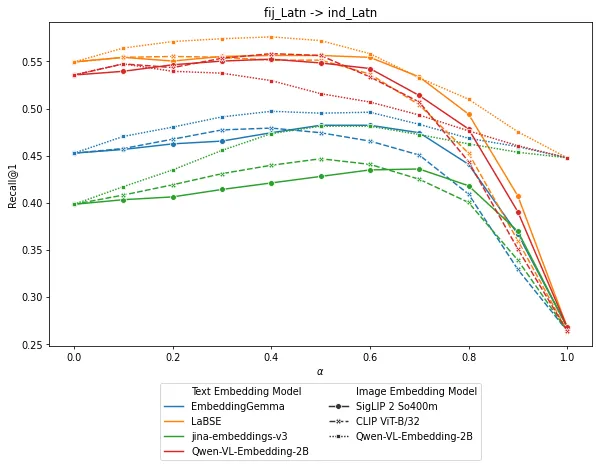 fij_Latn -> ind_Latn
Recall@1
0.55
0.50
0.45
0.40
0.35
0.30
0.25
0.0
0.2
0.4
0.6
0.8
1.0
α
Text Embedding Model
EmbeddingGemma
LaBSE
jina-embeddings-v3
Qwen-VL-Embedding-2B
Image Embedding Model
SigLIP 2 So400m
CLIP ViT-B/32
Qwen-VL-Embedding-2B